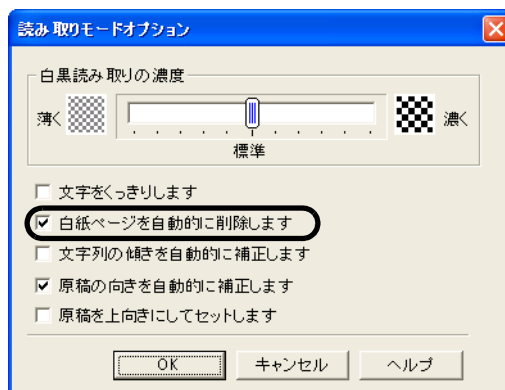 読み取りモードオプション
白黒読み取りの濃度
薄く 濃く
標準
文字をくっきりします
白紙ページを自動的に削除します
文字列の傾きを自動的に補正します
原稿の向きを自動的に補正します
原稿を上向きにしてセットします
OK キャンセル ヘルプ